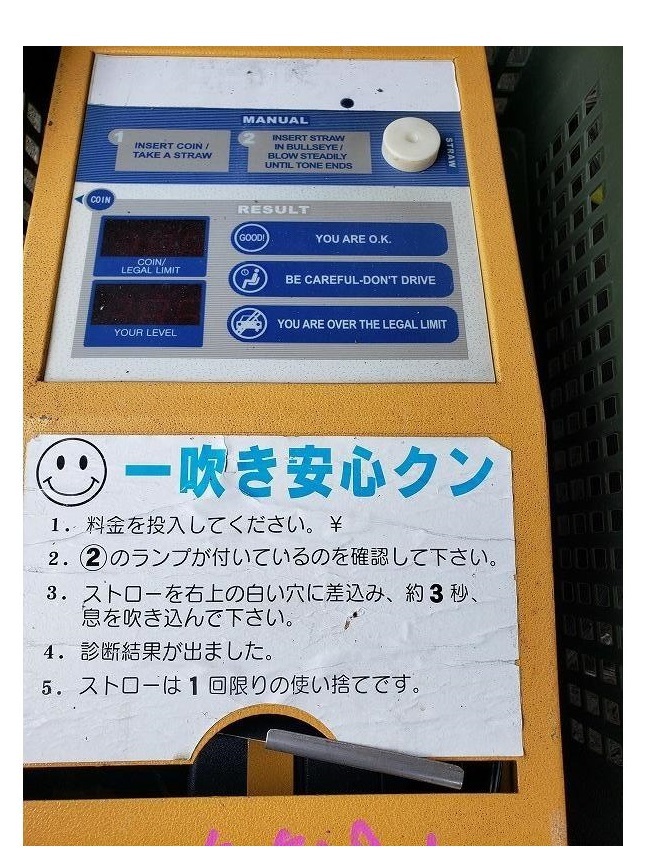 MANUAL
1 INSERT COIN /
TAKE A STRAW
2 INSERT STRAW
IN BULLSEYE /
BLOW STEADILY
UNTIL TONE ENDS
STRAW
COIN
RESULT
COIN/
LEGAL LIMIT
YOUR LEVEL
GOOD! YOU ARE O.K.
BE CAREFUL-DON'T DRIVE
YOU ARE OVER THE LEGAL LIMIT
一吹き安心クン
1. 料金を投入してください。¥
2. ②のランプが付いているのを確認して下さい。
3. ストローを右上の白い穴に差込み、約3秒、
息を吹き込んで下さい。
4. 診断結果が出ました。
5. ストローは1回限りの使い捨てです。